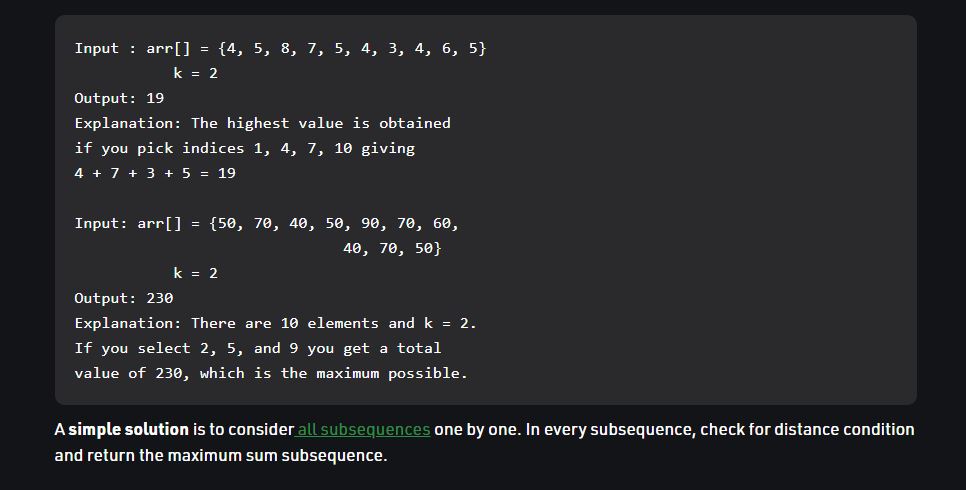 Input : arr[] = {4, 5, 8, 7, 5, 4, 3, 4, 6, 5}
k = 2
Output: 19
Explanation: The highest value is obtained
if you pick indices 1, 4, 7, 10 giving
4 + 7 + 3 + 5 = 19
Input: arr[] = {50, 70, 40, 50, 90, 70, 60,
40, 70, 50}
k = 2
Output: 230
Explanation: There are 10 elements and k = 2.
If you select 2, 5, and 9 you get a total
value of 230, which is the maximum possible.
A simple solution is to consider all subsequences one by one. In every subsequence, check for distance condition
and return the maximum sum subsequence.